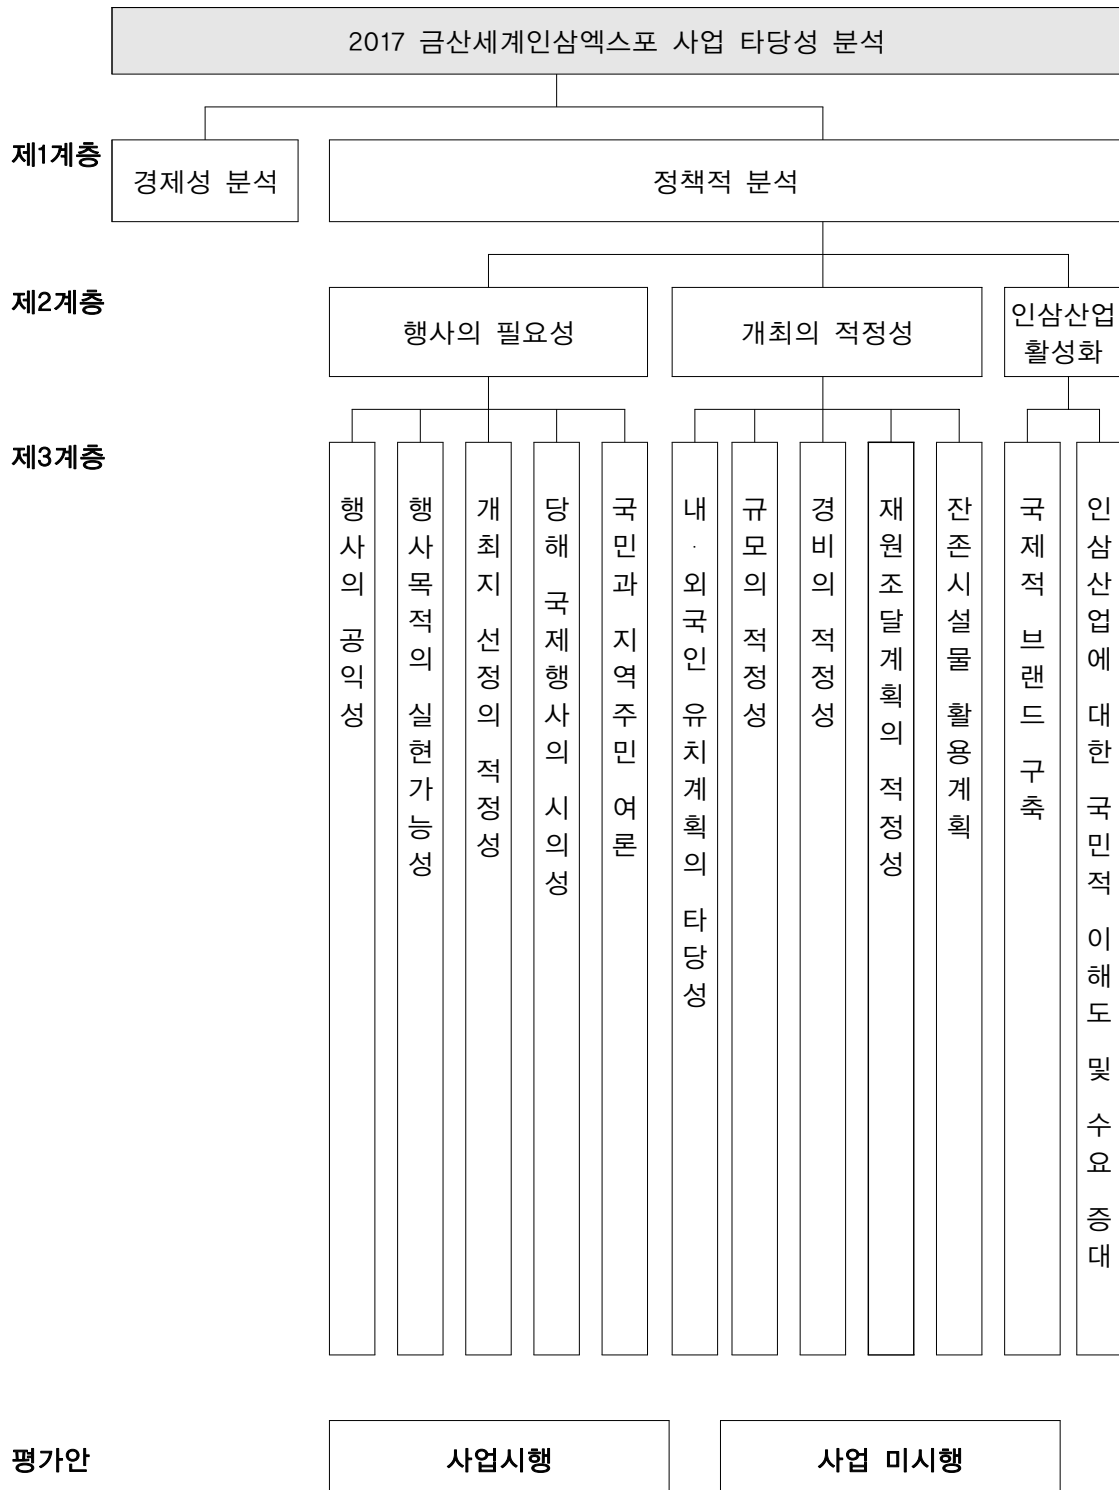 2017 금산세계인삼엑스포 사업 타당성 분석
제1계층
경제성 분석
정책적 분석
제2계층
행사의 필요성
개최의 적정성
인삼산업
활성화
제3계층
행사의 공익성
행사목적의 실현가능성
개최지 선정의 적정성
당해 국제행사의 시의성
국민과 지역주민 여론
내·외국인 유치계획의 타당성
규모의 적정성
경비의 적정성
재원조달계획의 적정성
잔존시설물 활용계획
국제적 브랜드 구축
인삼산업에 대한 국민적 이해도 및 수요 증대
평가안
사업시행
사업 미시행